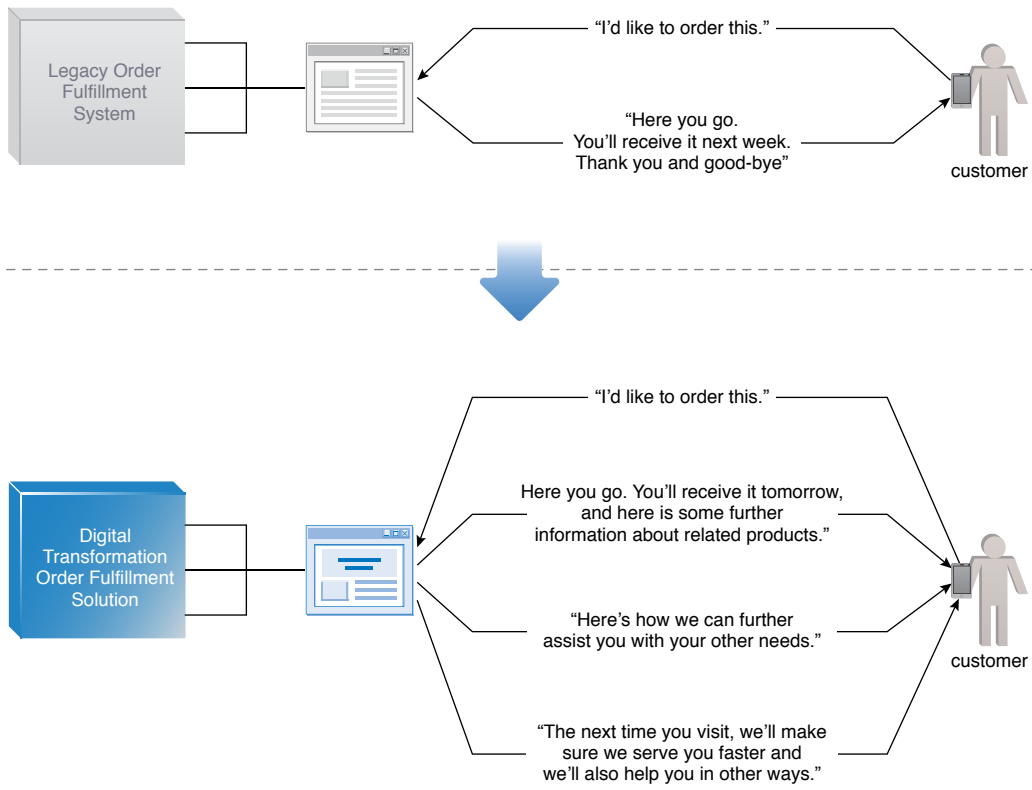 Legacy Order
Fulfillment
System
“I’d like to order this.”
“Here you go.
You’ll receive it next week.
Thank you and good-bye”
customer
Digital
Transformation
Order Fulfillment
Solution
“I’d like to order this.”
Here you go. You’ll receive it tomorrow,
and here is some further
information about related products.”
“Here’s how we can further
assist you with your other needs.”
“The next time you visit, we’ll make
sure we serve you faster and
we’ll also help you in other ways.”
customer